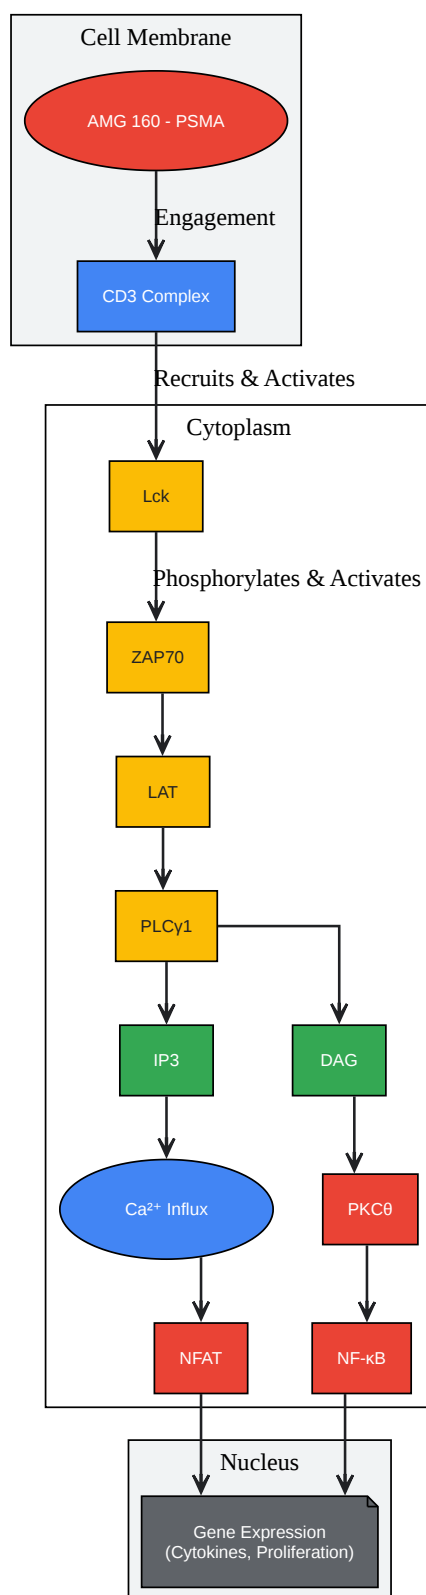 Cell Membrane
AMG 160 - PSMA
Engagement
CD3 Complex
Recruits & Activates
Cytoplasm
Lck
Phosphorylates & Activates
ZAP70
LAT
PLCγ1
IP3
DAG
Ca²⁺ Influx
PKCθ
NFAT
NF-κB
Nucleus
Gene Expression
(Cytokines, Proliferation)